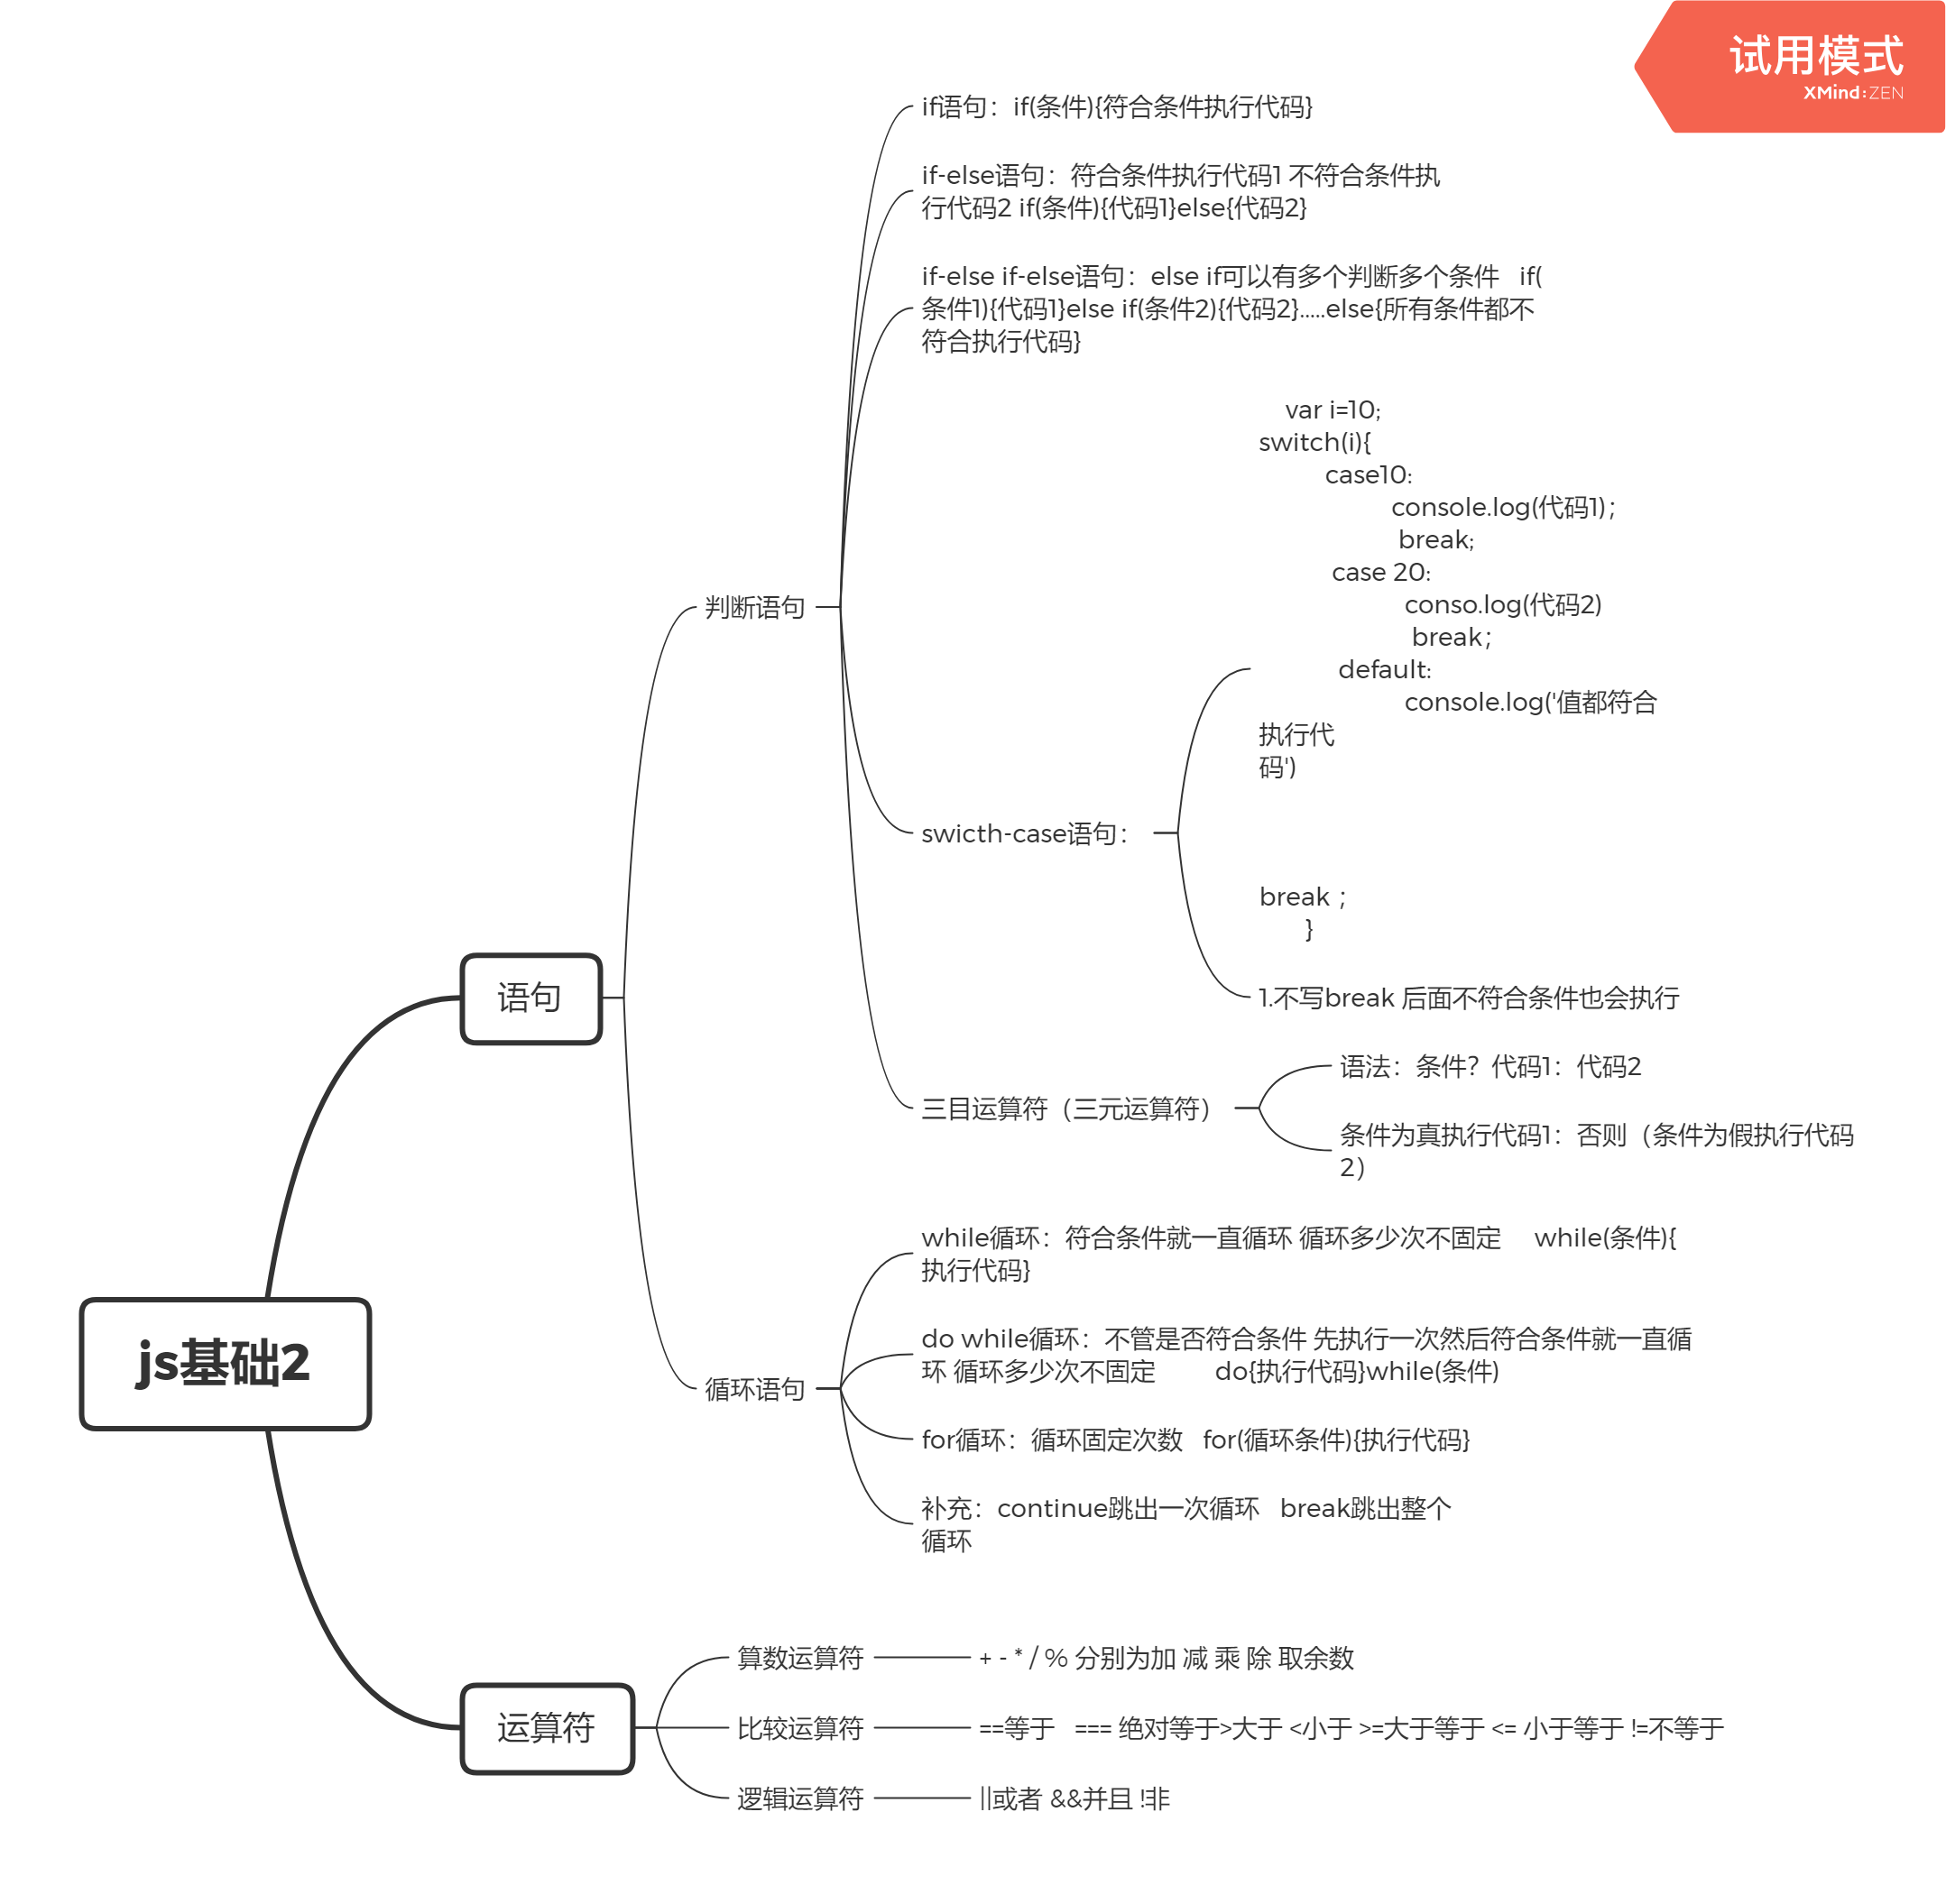 试用模式
XMind:ZEN
if语句：if(条件){符合条件执行代码}
if-else语句：符合条件执行代码1 不符合条件执
行代码2 if(条件){代码1}else{代码2}
if-else if-else语句：else if可以有多个判断多个条件   if(
条件1){代码1}else if(条件2){代码2}.....else{所有条件都不
符合执行代码}
var i=10;
switch(i){
case10:
console.log(代码1)；
break;
case 20:
conso.log(代码2)
break；
default:
console.log('值都符合
执行代
码')
break；
}
判断语句
swicth-case语句：
1.不写break 后面不符合条件也会执行
语句
语法：条件？代码1：代码2
三目运算符（三元运算符）
条件为真执行代码1：否则（条件为假执行代码
2）
while循环：符合条件就一直循环 循环多少次不固定     while(条件){
执行代码}
do while循环：不管是否符合条件 先执行一次然后符合条件就一直循
环 循环多少次不固定         do{执行代码}while(条件)
js基础2
循环语句
for循环：循环固定次数   for(循环条件){执行代码}
补充：continue跳出一次循环   break跳出整个
循环
算数运算符
+ - * / % 分别为加 减 乘 除 取余数
运算符
比较运算符
==等于   === 绝对等于>大于 <小于 >=大于等于 <= 小于等于 !=不等于
逻辑运算符
||或者 &&并且 !非